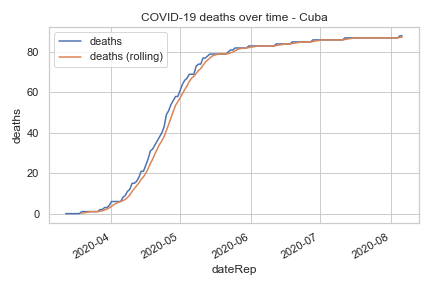 COVID-19 deaths over time - Cuba
deaths
deaths (rolling)
80
60
40
20
0
deaths
2020-04
2020-05
2020-06
2020-07
2020-08
dateRep